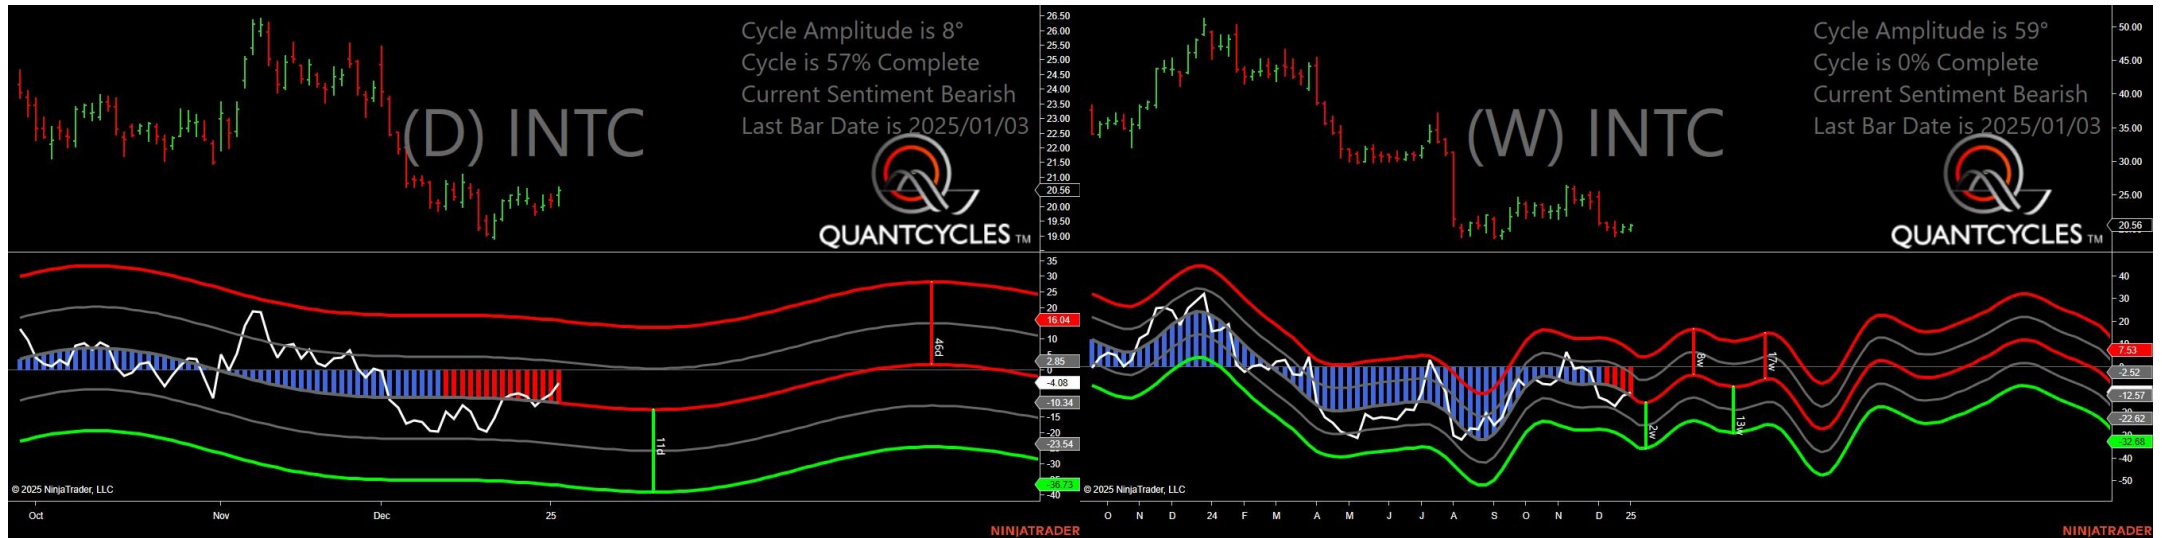 Cycle Amplitude is 8°
Cycle is 57% Complete
Current Sentiment Bearish
Last Bar Date is 2025/01/03
(D) INTC
QUANTCYCLES TM
26.50
26.00
25.50
25.00
24.50
24.00
23.50
23.00
22.50
22.00
21.50
21.00
20.56
20.00
19.50
19.00
35
30
25
20
16.04
10
2.85
0
-4.08
-10.34
-15
-20
-23.54
-30
-36.73
-40
46d
11d
© 2025 NinjaTrader, LLC
Oct Nov Dec 25
NINJATRADER
Cycle Amplitude is 59°
Cycle is 0% Complete
Current Sentiment Bearish
Last Bar Date is 2025/01/03
(W) INTC
QUANTCYCLES TM
50.00
45.00
40.00
35.00
30.00
25.00
20.56
40
30
20
7.53
-2.52
-12.57
-22.62
-32.68
-40
-50
8w
17w
2w
13w
© 2025 NinjaTrader, LLC
O N D 24 F M A M J J A S O N D 25
NINJATRADER